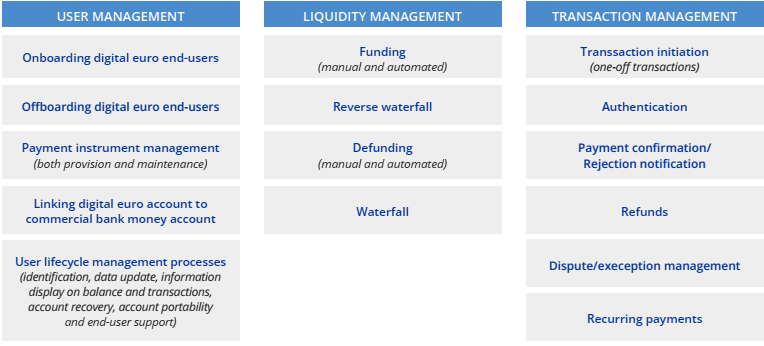 USER MANAGEMENT
Onboarding digital euro end-users
Offboarding digital euro end-users
Payment instrument management
(both provision and maintenance)
Linking digital euro account to
commercial bank money account
User lifecycle management processes
(identification, data update, information
display on balance and transactions,
account recovery, account portability
and end-user support)
LIQUIDITY MANAGEMENT
Funding
(manual and automated)
Reverse waterfall
Defunding
(manual and automated)
Waterfall
TRANSACTION MANAGEMENT
Transsaction initiation
(one-off transactions)
Authentication
Payment confirmation/
Rejection notification
Refunds
Dispute/exeception management
Recurring payments